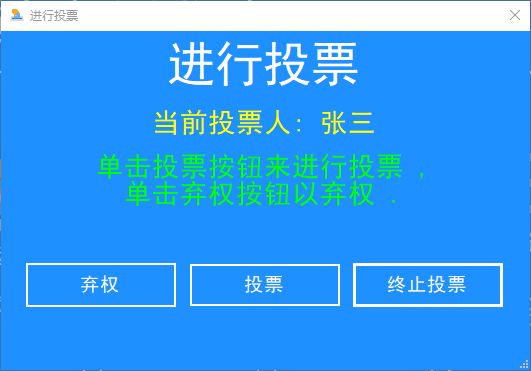 进行投票
进行投票
当前投票人: 张三
单击投票按钮来进行投票，
单击弃权按钮以弃权．
弃权
投票
终止投票